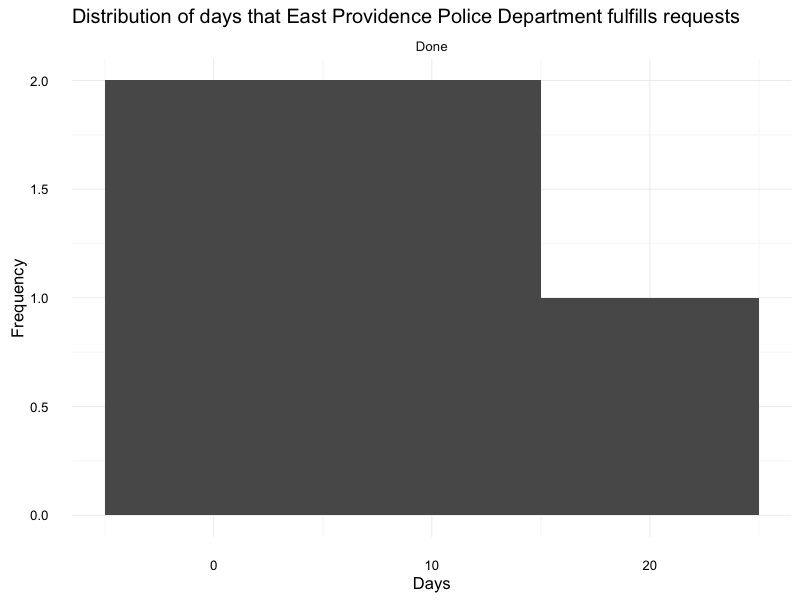 Distribution of days that East Providence Police Department fulfills requests
Done
2.0
1.5
1.0
0.5
0.0
Frequency
0 10 20
Days